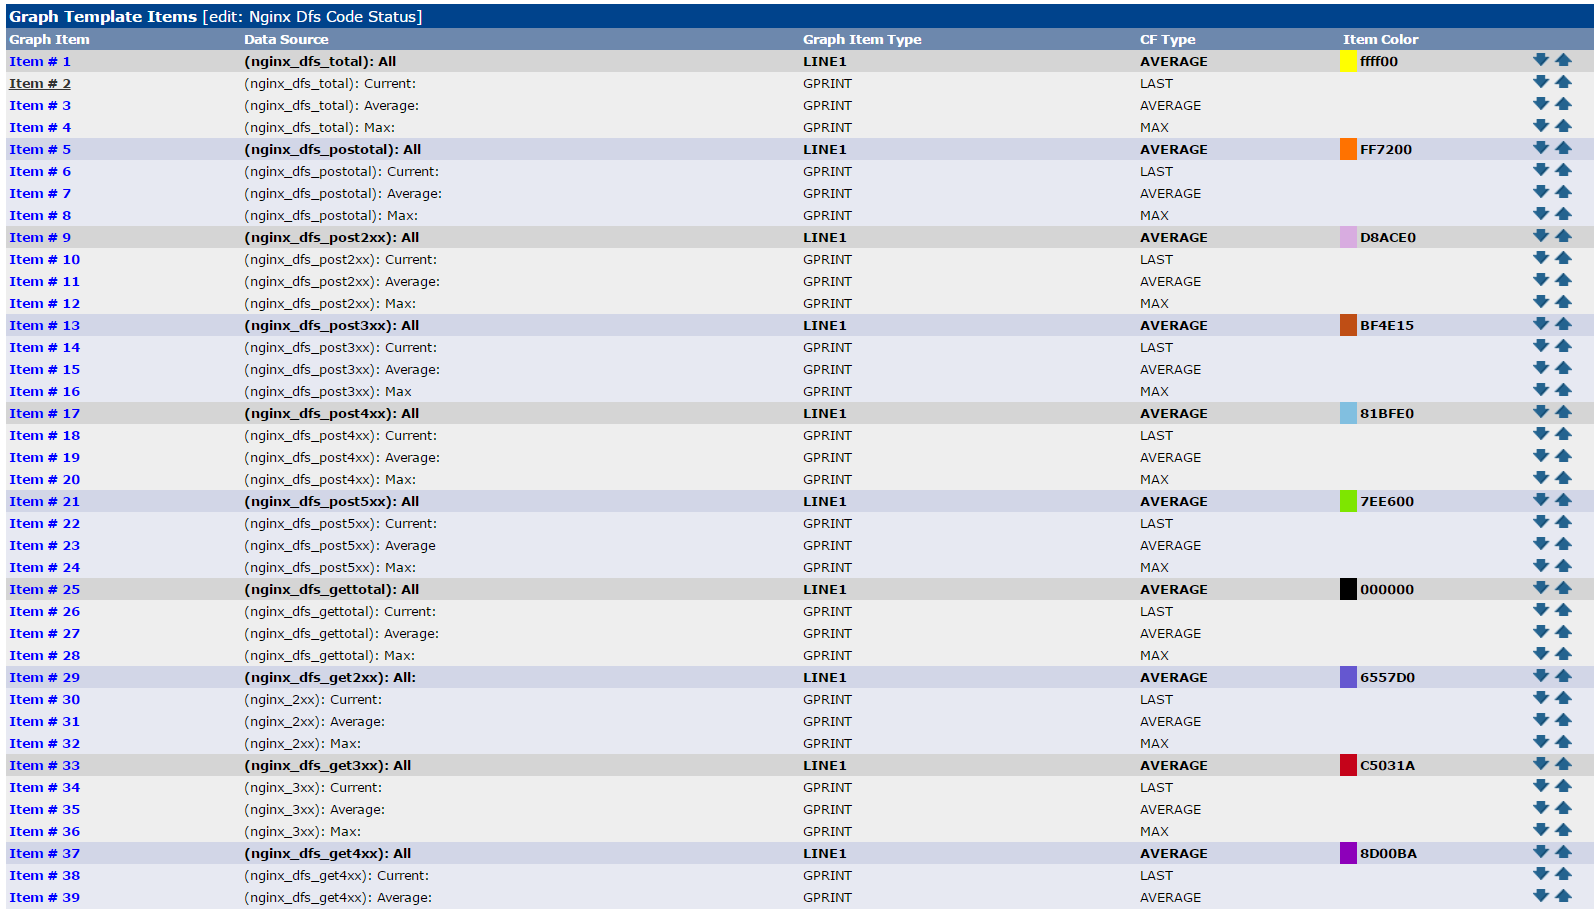 Graph Template Items [edit: Nginx Dfs Code Status]
Graph Item Data Source Graph Item Type CF Type Item Color
Item # 1 (nginx_dfs_total): All LINE1 AVERAGE ffff00
Item # 2 (nginx_dfs_total): Current: GPRINT LAST
Item # 3 (nginx_dfs_total): Average: GPRINT AVERAGE
Item # 4 (nginx_dfs_total): Max: GPRINT MAX
Item # 5 (nginx_dfs_postotal): All LINE1 AVERAGE FF7200
Item # 6 (nginx_dfs_postotal): Current: GPRINT LAST
Item # 7 (nginx_dfs_postotal): Average: GPRINT AVERAGE
Item # 8 (nginx_dfs_postotal): Max: GPRINT MAX
Item # 9 (nginx_dfs_post2xx): All LINE1 AVERAGE D8ACE0
Item # 10 (nginx_dfs_post2xx): Current: GPRINT LAST
Item # 11 (nginx_dfs_post2xx): Average: GPRINT AVERAGE
Item # 12 (nginx_dfs_post2xx): Max: GPRINT MAX
Item # 13 (nginx_dfs_post3xx): All LINE1 AVERAGE BF4E15
Item # 14 (nginx_dfs_post3xx): Current: GPRINT LAST
Item # 15 (nginx_dfs_post3xx): Average: GPRINT AVERAGE
Item # 16 (nginx_dfs_post3xx): Max GPRINT MAX
Item # 17 (nginx_dfs_post4xx): All LINE1 AVERAGE 81BFE0
Item # 18 (nginx_dfs_post4xx): Current: GPRINT LAST
Item # 19 (nginx_dfs_post4xx): Average: GPRINT AVERAGE
Item # 20 (nginx_dfs_post4xx): Max: GPRINT MAX
Item # 21 (nginx_dfs_post5xx): All LINE1 AVERAGE 7EE600
Item # 22 (nginx_dfs_post5xx): Current: GPRINT LAST
Item # 23 (nginx_dfs_post5xx): Average GPRINT AVERAGE
Item # 24 (nginx_dfs_post5xx): Max: GPRINT MAX
Item # 25 (nginx_dfs_gettotal): All LINE1 AVERAGE 000000
Item # 26 (nginx_dfs_gettotal): Current: GPRINT LAST
Item # 27 (nginx_dfs_gettotal): Average: GPRINT AVERAGE
Item # 28 (nginx_dfs_gettotal): Max: GPRINT MAX
Item # 29 (nginx_dfs_get2xx): All: LINE1 AVERAGE 6557D0
Item # 30 (nginx_2xx): Current: GPRINT LAST
Item # 31 (nginx_2xx): Average: GPRINT AVERAGE
Item # 32 (nginx_2xx): Max: GPRINT MAX
Item # 33 (nginx_dfs_get3xx): All LINE1 AVERAGE C5031A
Item # 34 (nginx_3xx): Current: GPRINT LAST
Item # 35 (nginx_3xx): Average: GPRINT AVERAGE
Item # 36 (nginx_3xx): Max: GPRINT MAX
Item # 37 (nginx_dfs_get4xx): All LINE1 AVERAGE 8D00BA
Item # 38 (nginx_dfs_get4xx): Current: GPRINT LAST
Item # 39 (nginx_dfs_get4xx): Average: GPRINT AVERAGE